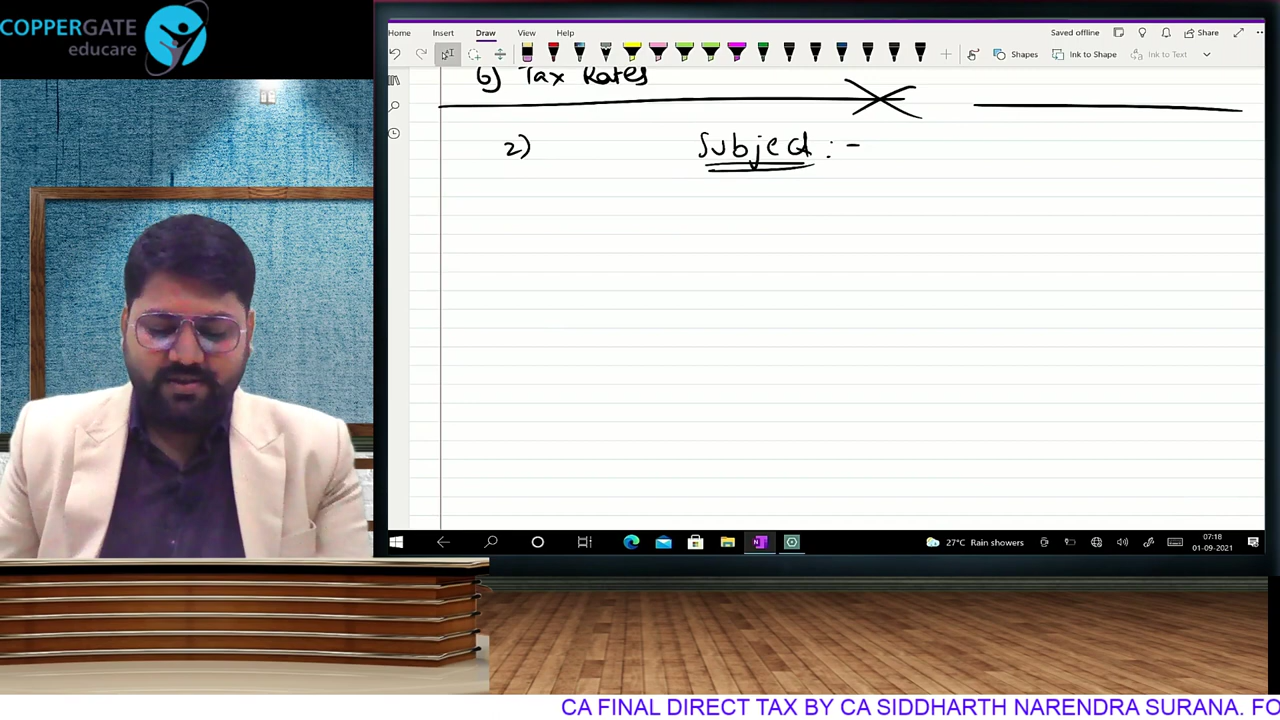 COPPERGATE
educare
Home Insert Draw View Help
Saved offline
Share
Shapes
Ink to Shape
Ink to Text
6) Tax Rates
2) Subject :-
27°C Rain showers
07:18
01-09-2021
CA FINAL DIRECT TAX BY CA SIDDHARTH NARENDRA SURANA. FO